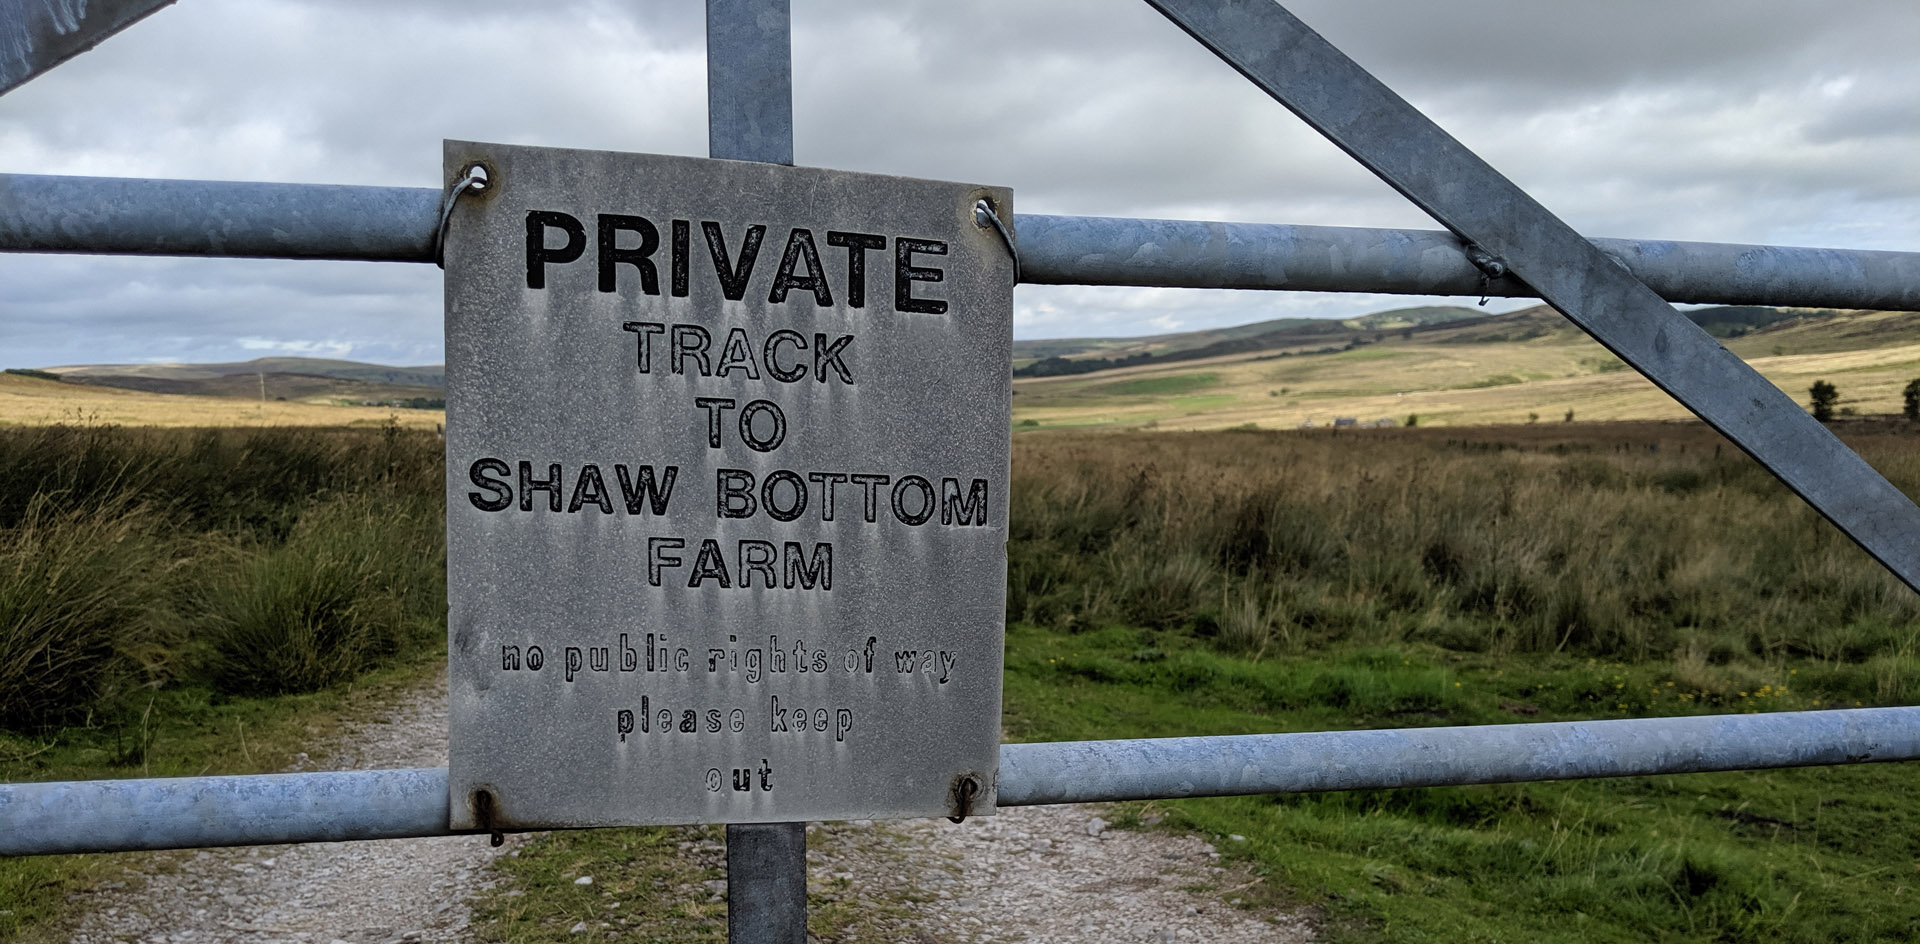 PRIVATE
TRACK
TO
SHAW BOTTOM
FARM
no public rights of way
please keep
out